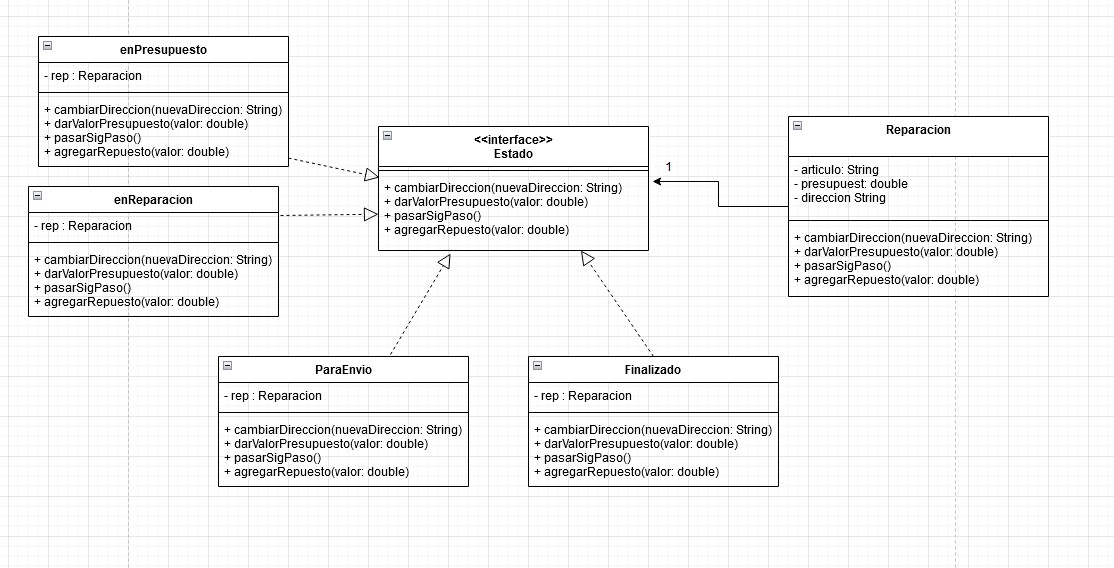 enPresupuesto
- rep : Reparacion
+ cambiarDireccion(nuevaDireccion: String)
+ darValorPresupuesto(valor: double)
+ pasarSigPaso()
+ agregarRepuesto(valor: double)
enReparacion
- rep : Reparacion
+ cambiarDireccion(nuevaDireccion: String)
+ darValorPresupuesto(valor: double)
+ pasarSigPaso()
+ agregarRepuesto(valor: double)
<<interface>>
Estado
+ cambiarDireccion(nuevaDireccion: String)
+ darValorPresupuesto(valor: double)
+ pasarSigPaso()
+ agregarRepuesto(valor: double)
1
Reparacion
- articulo: String
- presupuest: double
- direccion String
+ cambiarDireccion(nuevaDireccion: String)
+ darValorPresupuesto(valor: double)
+ pasarSigPaso()
+ agregarRepuesto(valor: double)
ParaEnvio
- rep : Reparacion
+ cambiarDireccion(nuevaDireccion: String)
+ darValorPresupuesto(valor: double)
+ pasarSigPaso()
+ agregarRepuesto(valor: double)
Finalizado
- rep : Reparacion
+ cambiarDireccion(nuevaDireccion: String)
+ darValorPresupuesto(valor: double)
+ pasarSigPaso()
+ agregarRepuesto(valor: double)